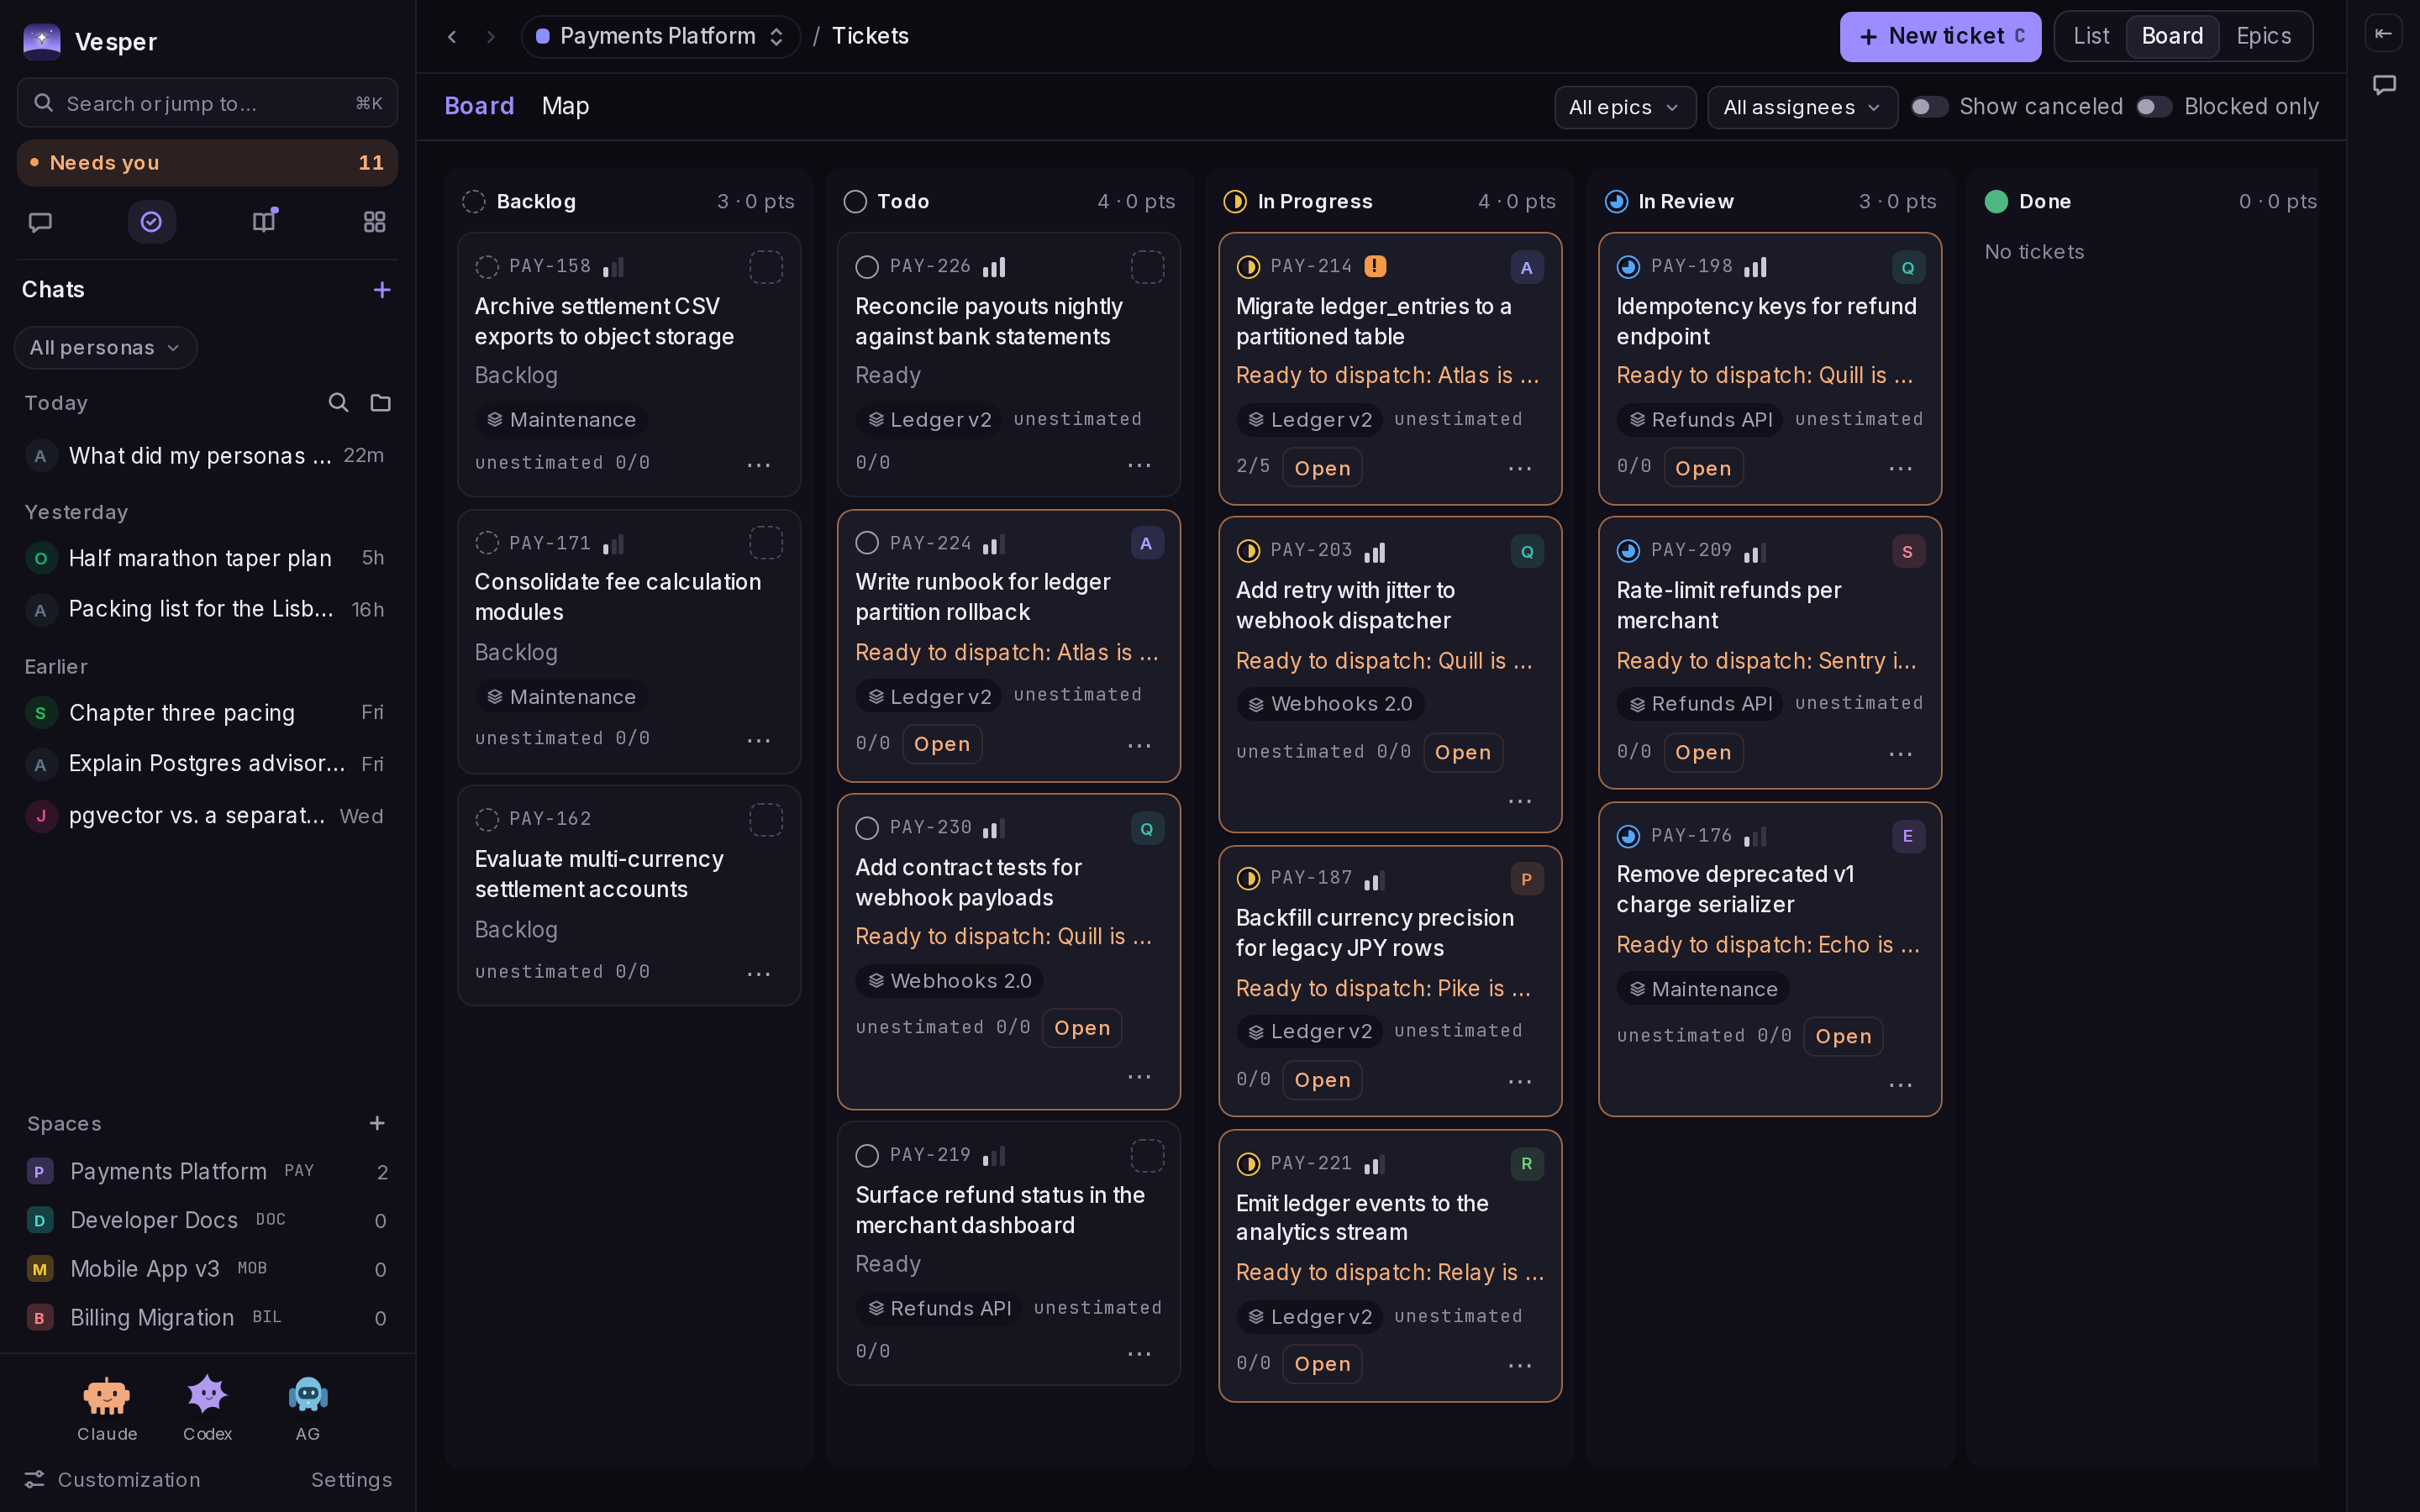 Vesper
Search or jump to...
⌘K
Needs you
11
Chats
All personas
Today
A What did my personas ... 22m
Yesterday
O Half marathon taper plan 5h
A Packing list for the Lisb... 16h
Earlier
S Chapter three pacing Fri
A Explain Postgres advisor... Fri
J pgvector vs. a separat... Wed
Spaces
P Payments Platform PAY 2
D Developer Docs DOC 0
M Mobile App v3 MOB 0
B Billing Migration BIL 0
Claude Codex AG
Customization Settings
Payments Platform / Tickets
New ticket C
List Board Epics
Board Map
All epics All assignees Show canceled Blocked only
Backlog 3 · 0 pts
PAY-158
Archive settlement CSV
exports to object storage
Backlog
Maintenance
unestimated 0/0 ...
PAY-171
Consolidate fee calculation
modules
Backlog
Maintenance
unestimated 0/0 ...
PAY-162
Evaluate multi-currency
settlement accounts
Backlog
unestimated 0/0 ...
Todo 4 · 0 pts
PAY-226
Reconcile payouts nightly
against bank statements
Ready
Ledger v2 unestimated
0/0 ...
PAY-224 A
Write runbook for ledger
partition rollback
Ready to dispatch: Atlas is ...
Ledger v2 unestimated
0/0 Open ...
PAY-230 Q
Add contract tests for
webhook payloads
Ready to dispatch: Quill is ...
Webhooks 2.0
unestimated 0/0 Open
...
PAY-219
Surface refund status in the
merchant dashboard
Ready
Refunds API unestimated
0/0 ...
In Progress 4 · 0 pts
PAY-214 ! A
Migrate ledger_entries to a
partitioned table
Ready to dispatch: Atlas is ...
Ledger v2 unestimated
2/5 Open ...
PAY-203 Q
Add retry with jitter to
webhook dispatcher
Ready to dispatch: Quill is ...
Webhooks 2.0
unestimated 0/0 Open
...
PAY-187 P
Backfill currency precision
for legacy JPY rows
Ready to dispatch: Pike is ...
Ledger v2 unestimated
0/0 Open ...
PAY-221 R
Emit ledger events to the
analytics stream
Ready to dispatch: Relay is ...
Ledger v2 unestimated
0/0 Open ...
In Review 3 · 0 pts
PAY-198 Q
Idempotency keys for refund
endpoint
Ready to dispatch: Quill is ...
Refunds API unestimated
0/0 Open ...
PAY-209 S
Rate-limit refunds per
merchant
Ready to dispatch: Sentry i...
Refunds API unestimated
0/0 Open ...
PAY-176 E
Remove deprecated v1
charge serializer
Ready to dispatch: Echo is ...
Maintenance
unestimated 0/0 Open
...
Done 0 · 0 pts
No tickets